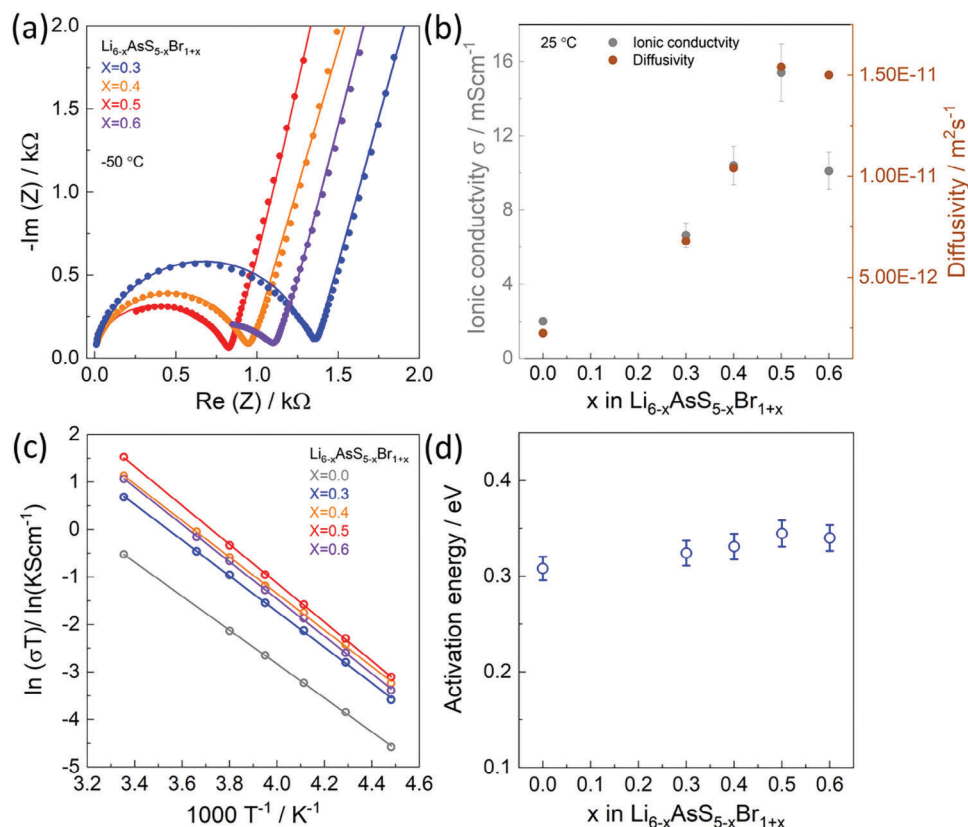 (a)
Li6-xAsS5-xBr1+x
X=0.3
X=0.4
X=0.5
X=0.6
-50 °C
-Im (Z) / kΩ
2.0
1.5
1.0
0.5
0.0
0.0 0.5 1.0 1.5 2.0
Re (Z) / kΩ
(b)
25 °C
Ionic conductvity
Diffusivity
Ionic conductvity σ / mScm-1
16
12
8
4
0
1.50E-11
1.00E-11
5.00E-12
Diffusivity / m2s-1
0.0 0.1 0.2 0.3 0.4 0.5 0.6
x in Li6-xAsS5-xBr1+x
(c)
Li6-xAsS5-xBr1+x
X=0.0
X=0.3
X=0.4
X=0.5
X=0.6
ln (σT)/ ln(KScm-1)
2
1
0
-1
-2
-3
-4
-5
3.2 3.4 3.6 3.8 4.0 4.2 4.4 4.6
1000 T-1 / K-1
(d)
Activation energy / eV
0.4
0.3
0.2
0.1
0.0 0.1 0.2 0.3 0.4 0.5 0.6
x in Li6-xAsS5-xBr1+x